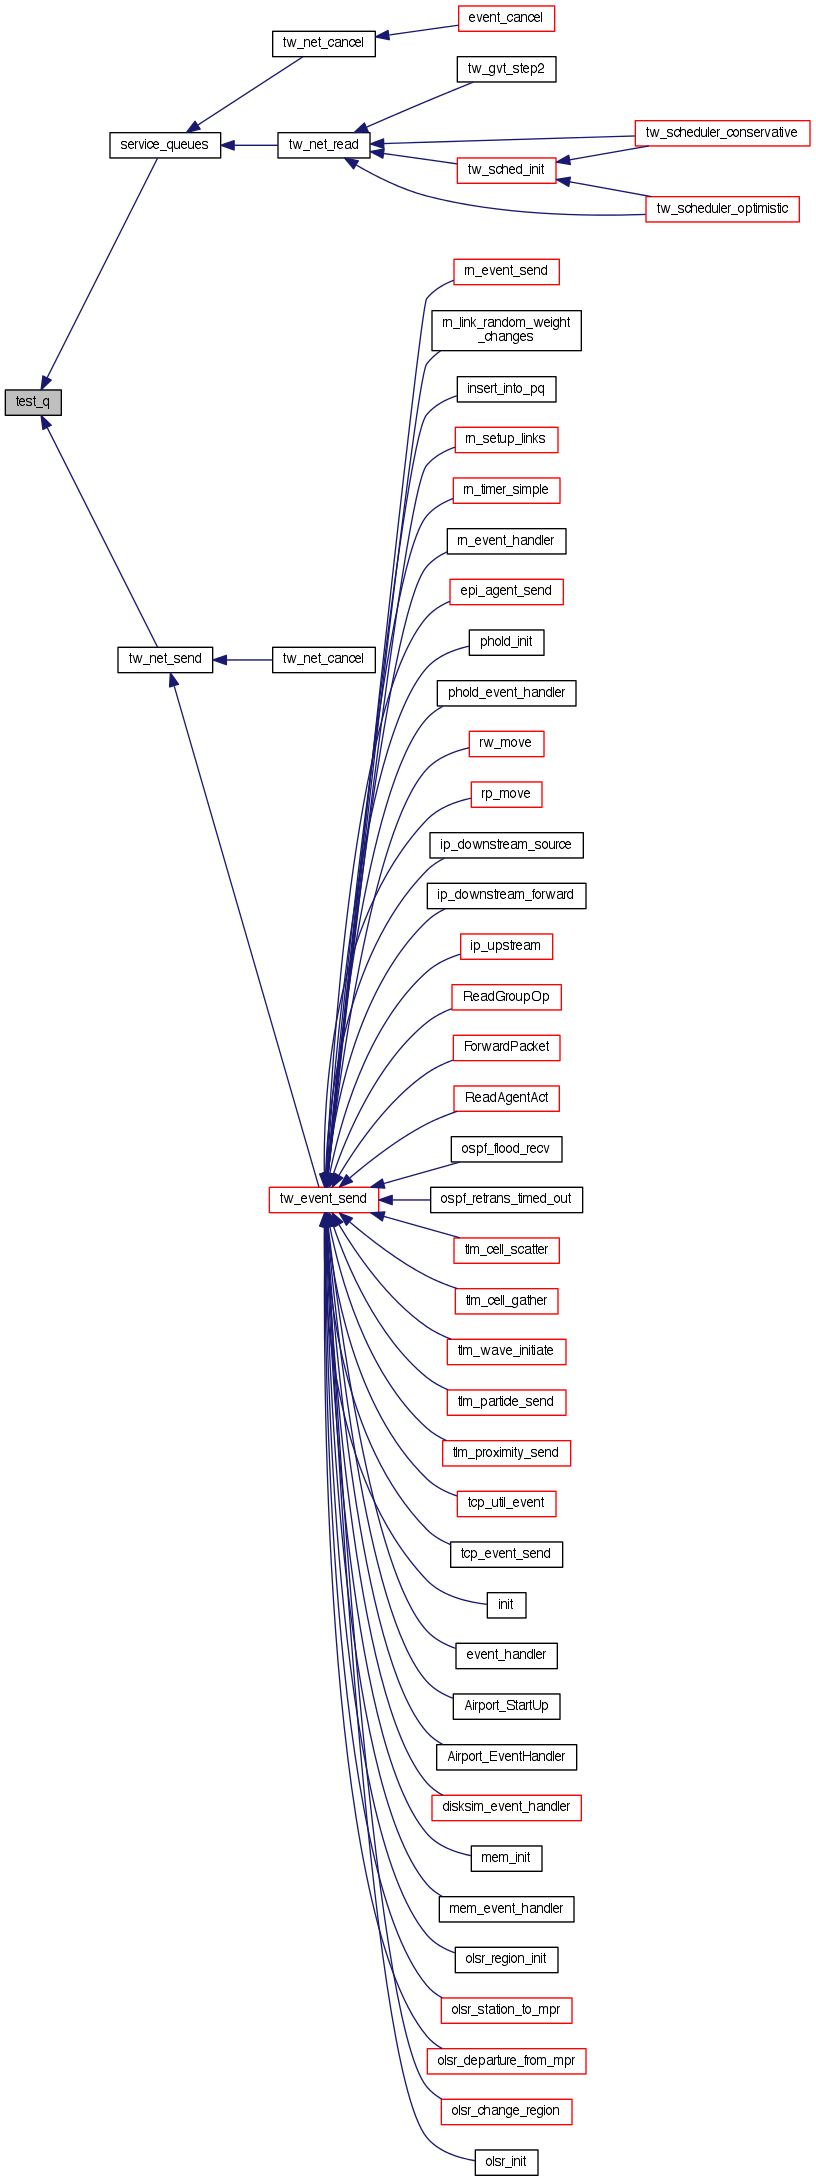 event_cancel
tw_net_cancel
tw_gvt_step2
service_queues
tw_net_read
tw_scheduler_conservative
tw_sched_init
tw_scheduler_optimistic
rn_event_send
rn_link_random_weight
_changes
insert_into_pq
test_q
rn_setup_links
rn_timer_simple
rn_event_handler
epi_agent_send
phold_init
tw_net_send
tw_net_cancel
phold_event_handler
rw_move
rp_move
ip_downstream_source
ip_downstream_forward
ip_upstream
ReadGroupOp
ForwardPacket
ReadAgentAct
ospf_flood_recv
tw_event_send
ospf_retrans_timed_out
tlm_cell_scatter
tlm_cell_gather
tlm_wave_initiate
tlm_particle_send
tlm_proximity_send
tcp_util_event
tcp_event_send
init
event_handler
Airport_StartUp
Airport_EventHandler
disksim_event_handler
mem_init
mem_event_handler
olsr_region_init
olsr_station_to_mpr
olsr_departure_from_mpr
olsr_change_region
olsr_init